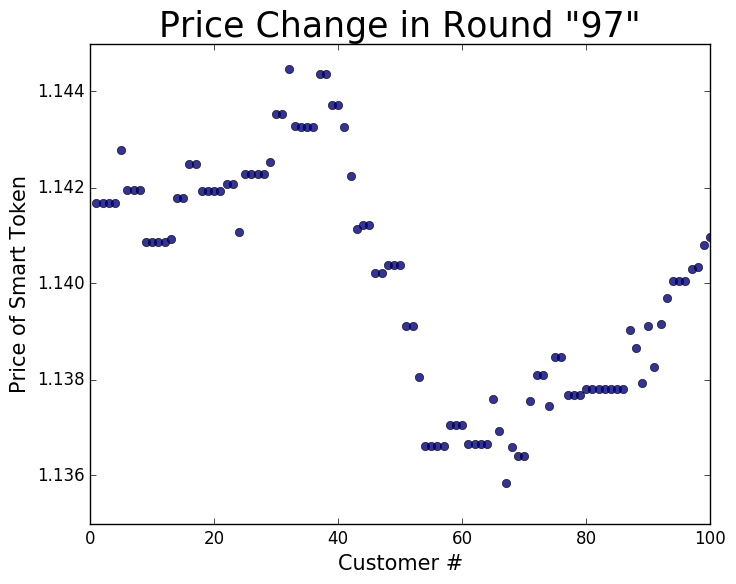 Price Change in Round "97"
Price of Smart Token
1.144
1.142
1.140
1.138
1.136
0 20 40 60 80 100
Customer #